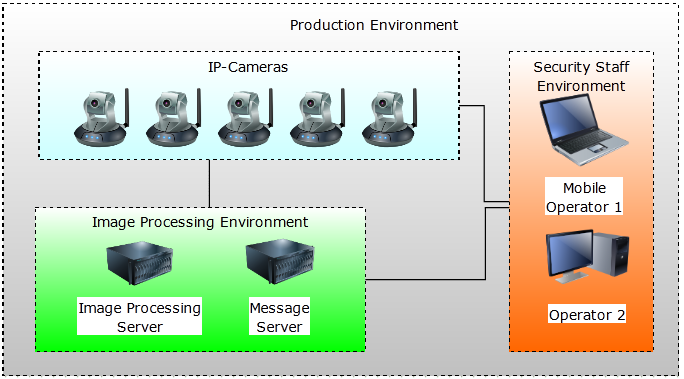 Production Environment
IP-Cameras
Security Staff
Environment
Mobile
Operator 1
Operator 2
Image Processing Environment
Image Processing
Server
Message
Server